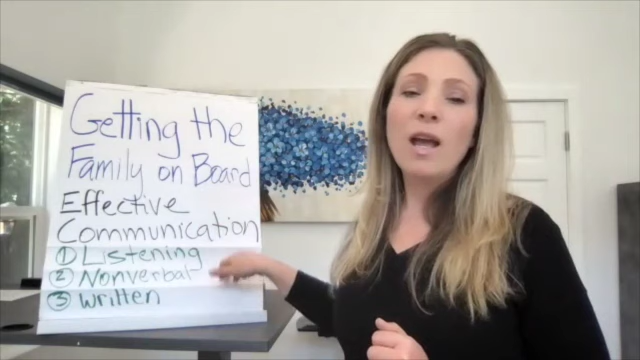 Getting the
Family on Board
Effective
Communication
① Listening
② Nonverbal
③ Written